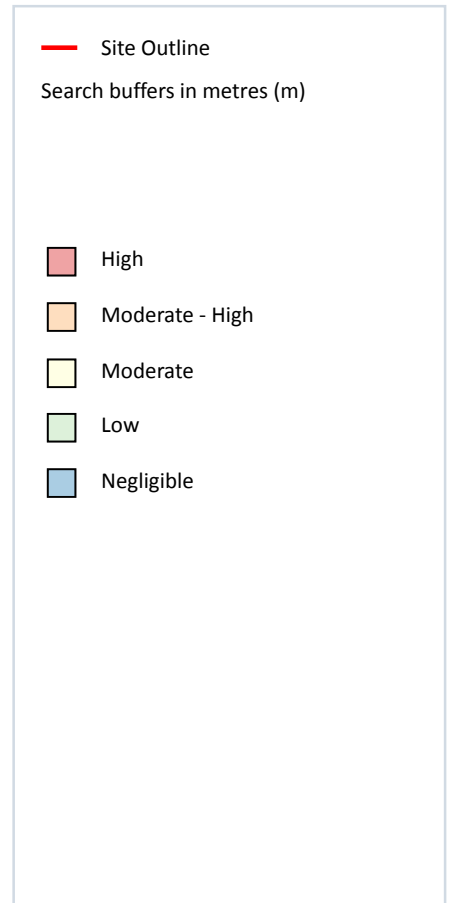 Site Outline
Search buffers in metres (m)
High
Moderate - High
Moderate
Low
Negligible